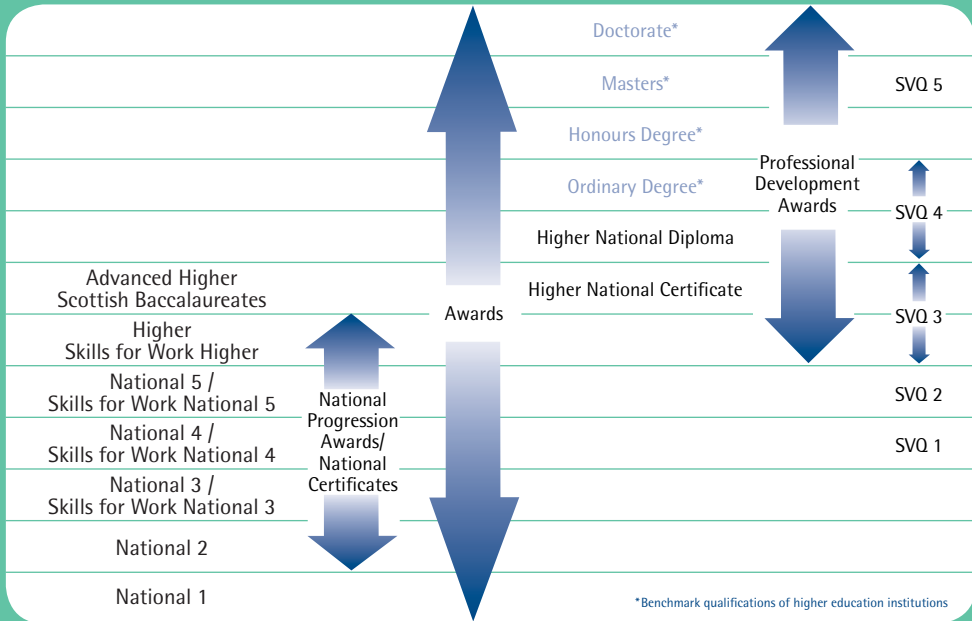 Doctorate*
Masters*
SVQ 5
Honours Degree*
Professional
Development
Awards
Ordinary Degree*
SVQ 4
Higher National Diploma
Advanced Higher
Scottish Baccalaureates
Higher National Certificate
Awards
SVQ 3
Higher
Skills for Work Higher
National 5 /
Skills for Work National 5
SVQ 2
National
Progression
Awards/
National
Certificates
National 4 /
Skills for Work National 4
SVQ 1
National 3 /
Skills for Work National 3
National 2
National 1
*Benchmark qualifications of higher education institutions